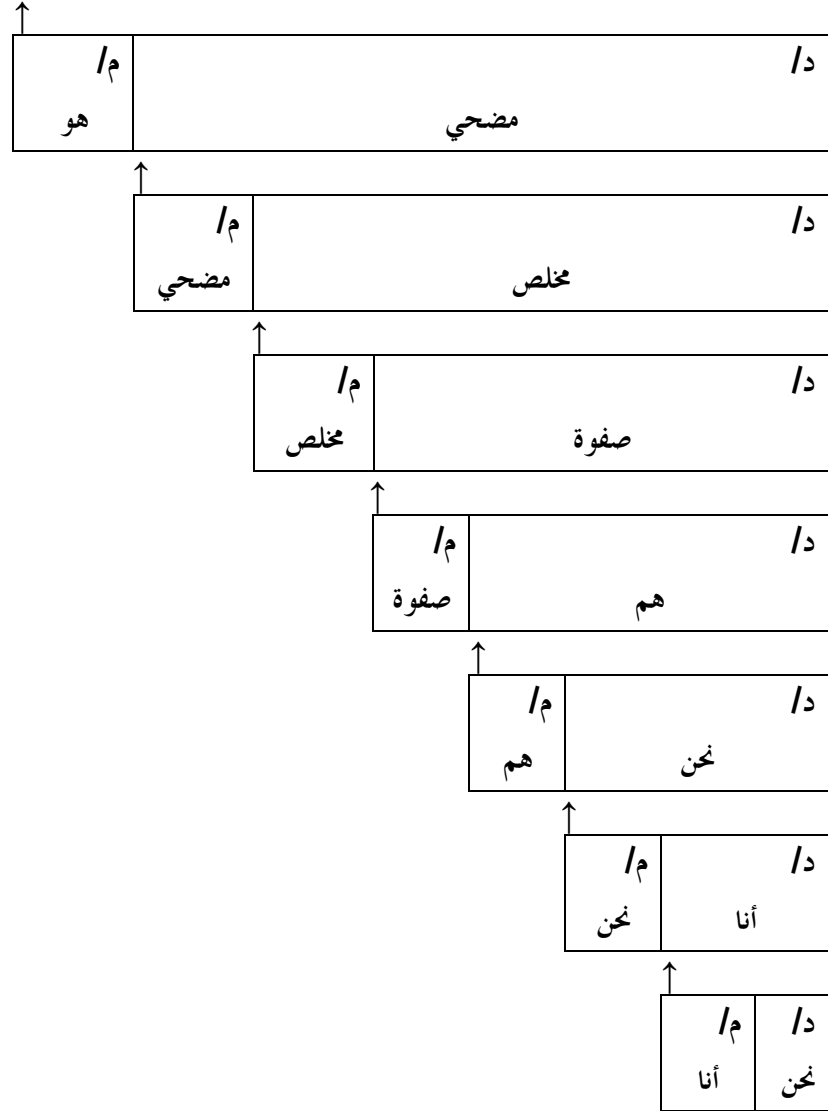 ↑
د/ م/
مضحي هو
↑
د/ م/
مخلص مضحي
↑
د/ م/
صفوة مخلص
↑
د/ م/
هم صفوة
↑
د/ م/
نحن هم
↑
د/ م/
أنا نحن
↑
د/ م/
نحن أنا